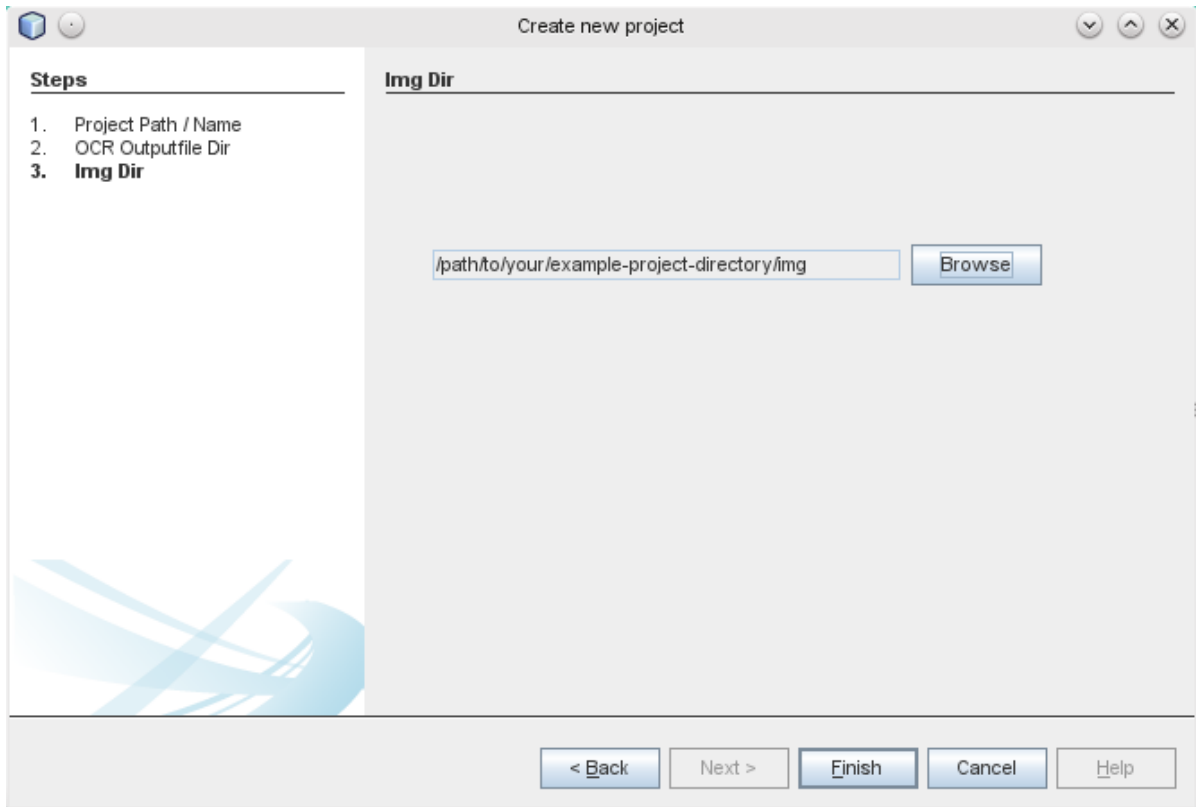 Create new project
Steps
1. Project Path / Name
2. OCR Outputfile Dir
3. Img Dir
Img Dir
/path/to/your/example-project-directory/img
Browse
< Back
Next >
Finish
Cancel
Help